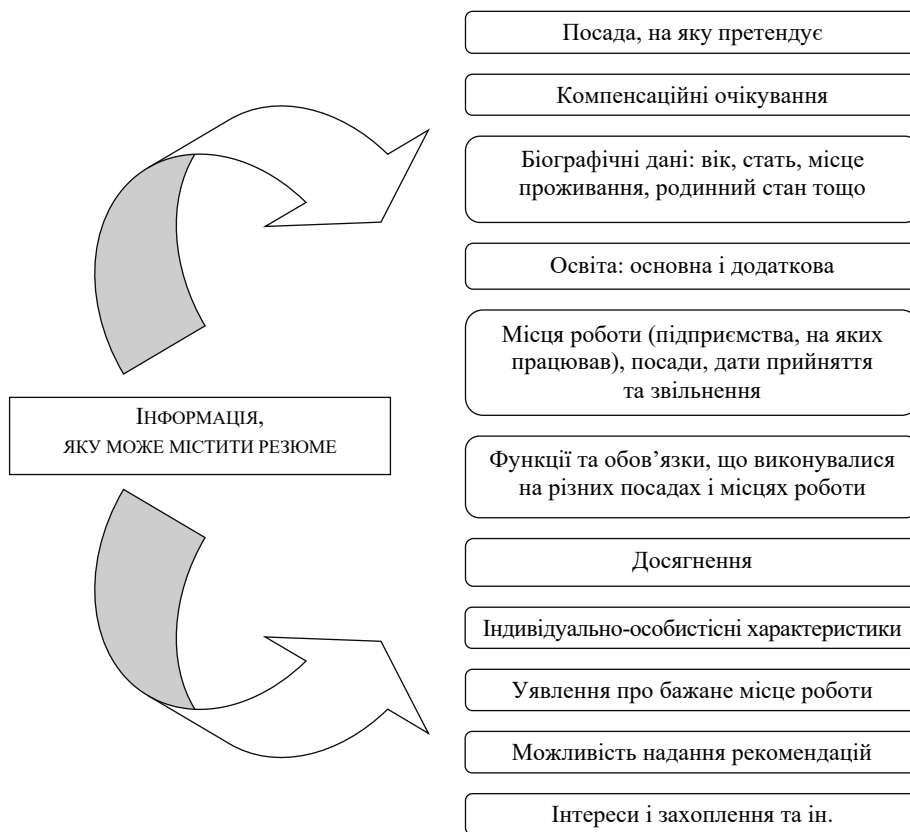 Посада, на яку претендує
Компенсаційні очікування
Біографічні дані: вік, стать, місце
проживання, родинний стан тощо
Освіта: основна і додаткова
Місця роботи (підприємства, на яких
працював), посади, дати прийняття
та звільнення
ІНФОРМАЦІЯ,
ЯКУ МОЖЕ МІСТИТИ РЕЗЮМЕ
Функції та обов’язки, що виконувалися
на різних посадах і місцях роботи
Досягнення
Індивідуально-особистісні характеристики
Уявлення про бажане місце роботи
Можливість надання рекомендацій
Інтереси і захоплення та ін.